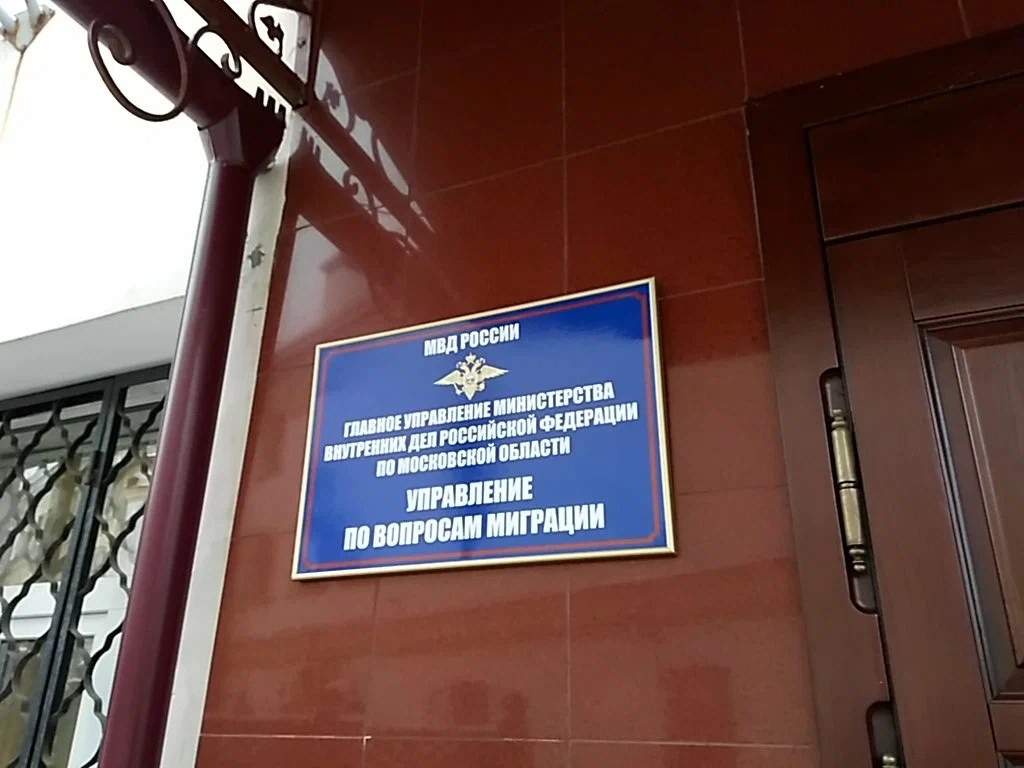 МВД РОССИИ
ГЛАВНОЕ УПРАВЛЕНИЕ МИНИСТЕРСТВА
ВНУТРЕННИХ ДЕЛ РОССИЙСКОЙ ФЕДЕРАЦИИ
ПО МОСКОВСКОЙ ОБЛАСТИ
УПРАВЛЕНИЕ
ПО ВОПРОСАМ МИГРАЦИИ